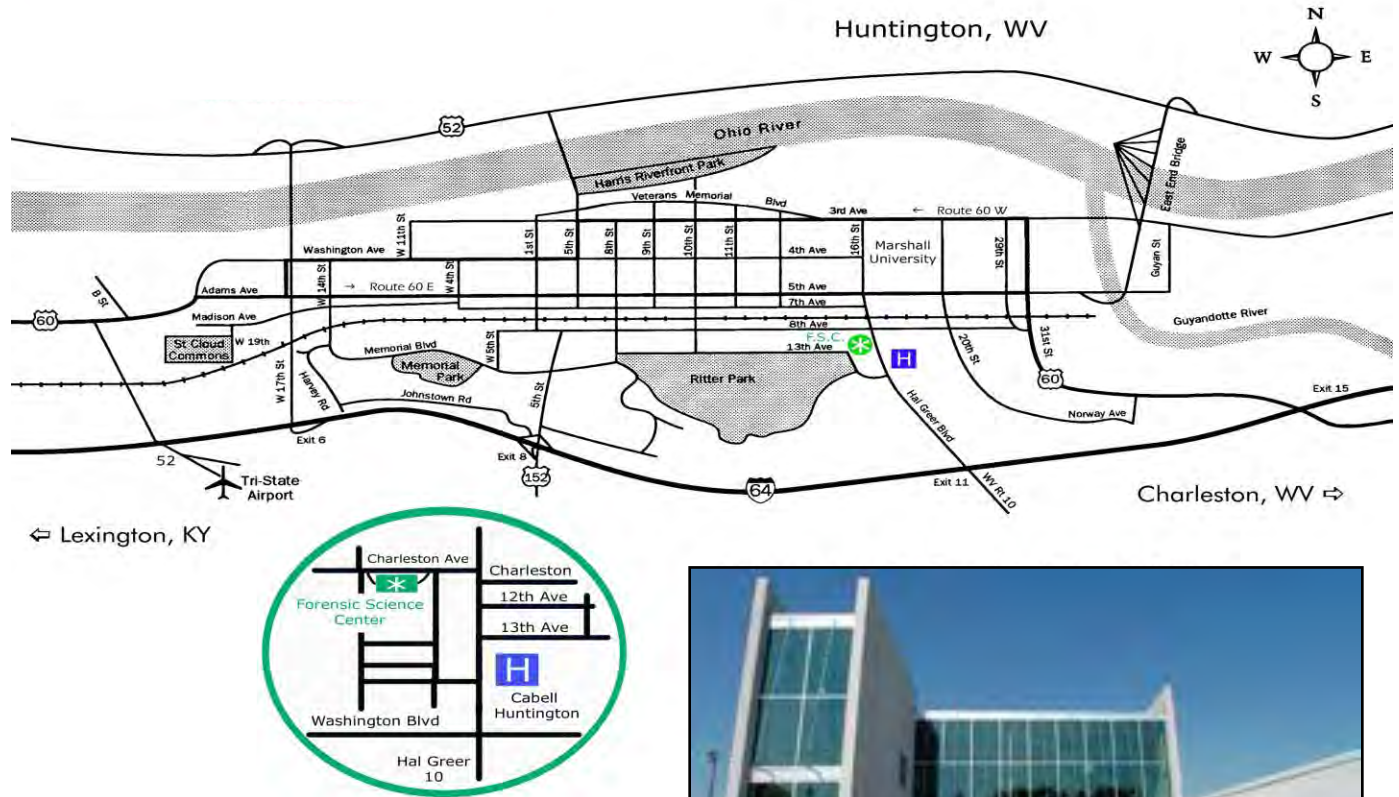 Huntington, WV
N
W E
S
52
Ohio River
Harris Riverfront Park
Veterans Memorial Blvd
3rd Ave ← Route 60 W
East End Bridge
W 11th St
1st St
5th St
8th St
9th St
10th St
11th St
16th St
Marshall
University
29th St
Guyan St
Washington Ave
4th Ave
W 14th St
W 4th St
B St
Adams Ave
→ Route 60 E
5th Ave
7th Ave
60
Madison Ave
8th Ave
Guyandotte River
St Cloud
Commons
W 19th
Memorial Blvd
W 5th St
F.S.C.
13th Ave
H
20th St
31st St
60
W 17th St
Harvey Rd
Memorial
Park
5th St
Ritter Park
Johnstown Rd
Hal Greer Blvd
Norway Ave
Exit 15
Exit 6
Exit 8
152
64
Exit 11
WV Rt 10
52
Tri-State
Airport
Charleston, WV ⇨
⇦ Lexington, KY
Charleston Ave
Charleston
12th Ave
Forensic Science
Center
13th Ave
H
Cabell
Huntington
Washington Blvd
Hal Greer
10